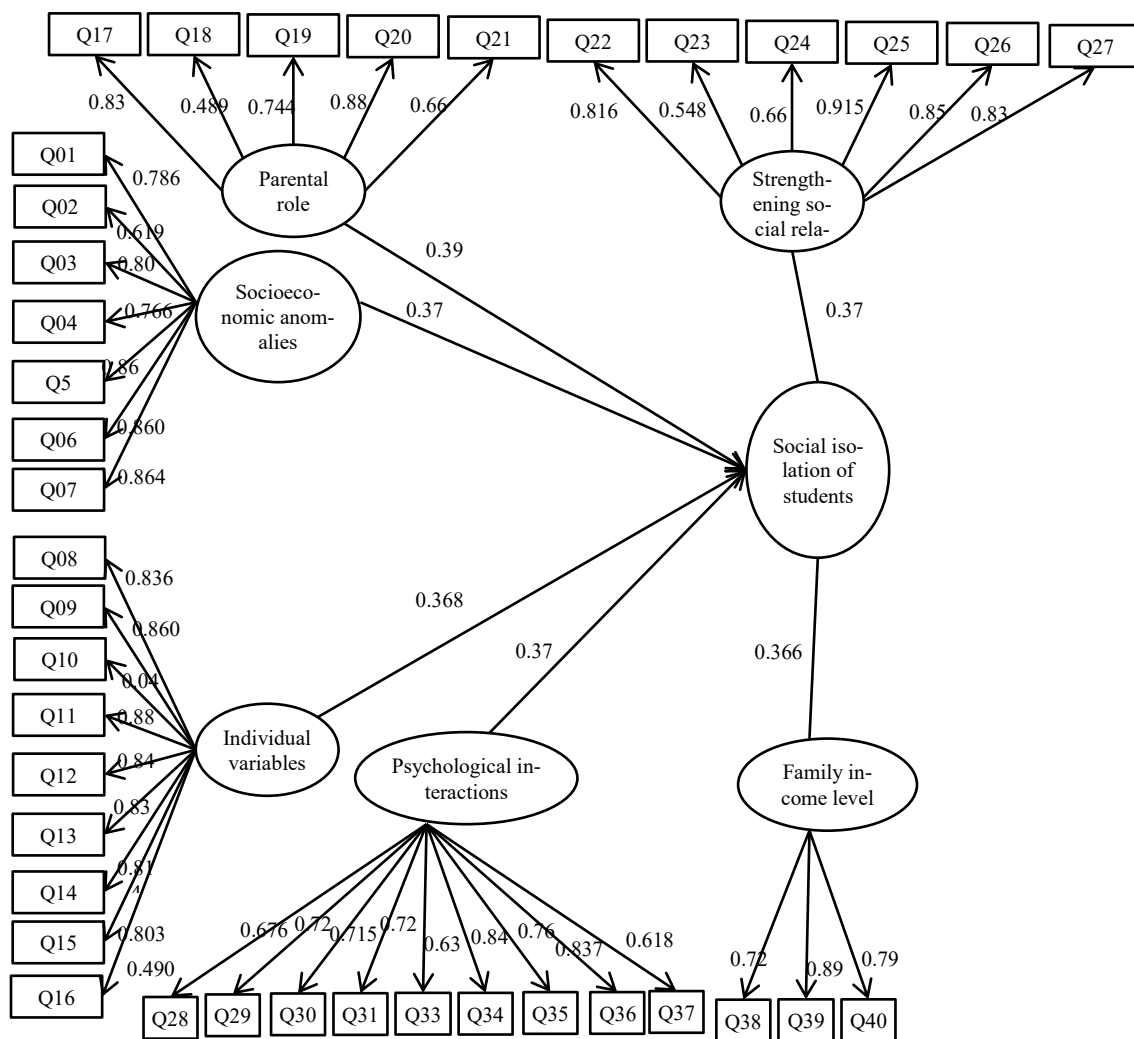 Q17 Q18 Q19 Q20 Q21 Q22 Q23 Q24 Q25 Q26 Q27
0.83 0.489 0.744 0.88 0.66 0.816 0.548 0.66 0.915 0.85 0.83
Q01
0.786
Q02
0.619
Q03
0.80
Q04
0.766
Q5
0.86
Q06
0.860
Q07
0.864
Parental
role
Strength-
ening so-
cial rela-
Socioeco-
nomic anom-
alies
0.39
0.37
0.37
Social iso-
lation of
students
Q08
0.836
Q09
0.860
Q10
0.04
Q11
0.88
Q12
0.84
Q13
0.83
Q14
0.81
4
Q15
0.803
Q16
0.490
0.368
0.37
0.366
Individual
variables
Psychological in-
teractions
Family in-
come level
0.676 0.72 0.715 0.72 0.63 0.84 0.76 0.837 0.618
0.72 0.89 0.79
Q28 Q29 Q30 Q31 Q33 Q34 Q35 Q36 Q37 Q38 Q39 Q40